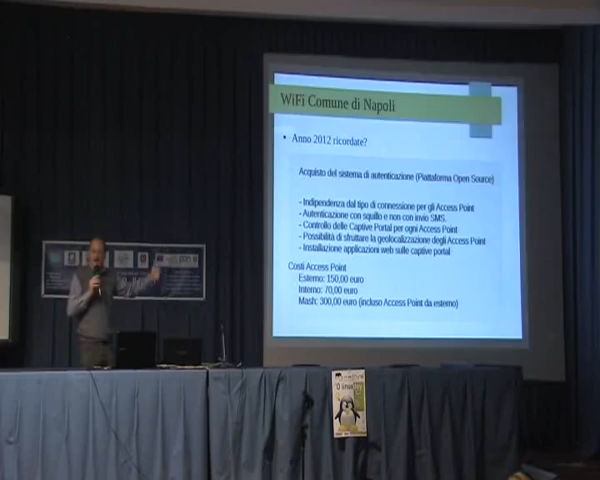 WiFi Comune di Napoli
• Anno 2012 ricordate?
Acquisto del sistema di autenticazione (Piattaforma Open Source)
- Indipendenza dal tipo di connessione per gli Access Point
- Autenticazione con squillo e non con invio SMS.
- Controllo delle Captive Portal per ogni Access Point
- Possibilità di sfruttare la geolocalizzazione degli Access Point
- Installazione applicazioni web sulle captive portal
Costi Access Point
Esterno: 150,00 euro
Interno: 70,00 euro
Mash: 300,00 euro (incluso Access Point da esterno)